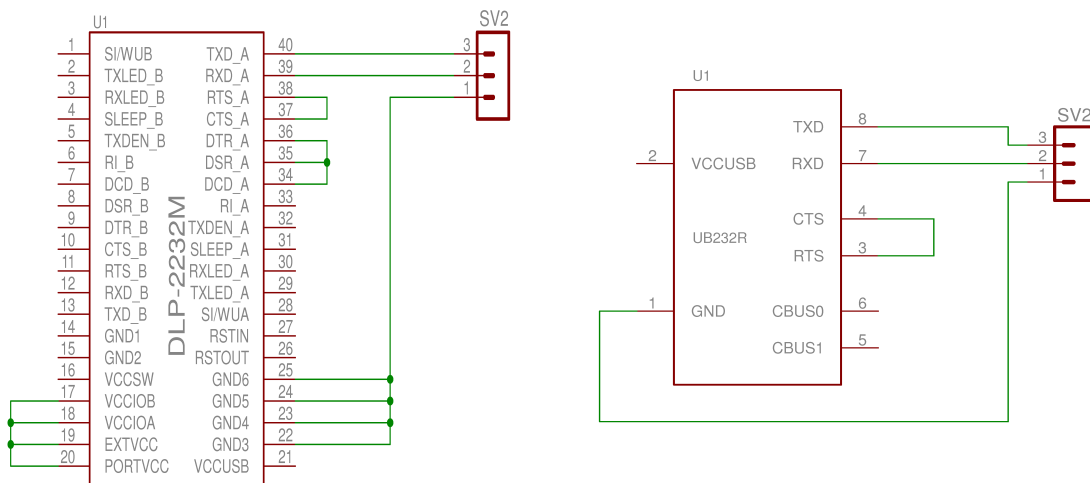 U1
SV2
1 SI/WUB TXD_A 40 3
2 TXLED_B RXD_A 39 2
3 RXLED_B RTS_A 38 1
4 SLEEP_B CTS_A 37
5 TXDEN_B DTR_A 36
6 RI_B DSR_A 35
7 DCD_B DCD_A 34
8 DSR_B RI_A 33
9 DTR_B TXDEN_A 32
10 CTS_B SLEEP_A 31
11 RTS_B RXLED_A 30
12 RXD_B TXLED_A 29
13 TXD_B SI/WUA 28
14 GND1 RSTIN 27
15 GND2 RSTOUT 26
16 VCCSW GND6 25
17 VCCIOB GND5 24
18 VCCIOA GND4 23
19 EXTVCC GND3 22
20 PORTVCC VCCUSB 21
DLP-2232M
U1
SV2
TXD 8 3
2 VCCUSB RXD 7 2
1
CTS 4
UB232R
RTS 3
1 GND CBUS0 6
CBUS1 5